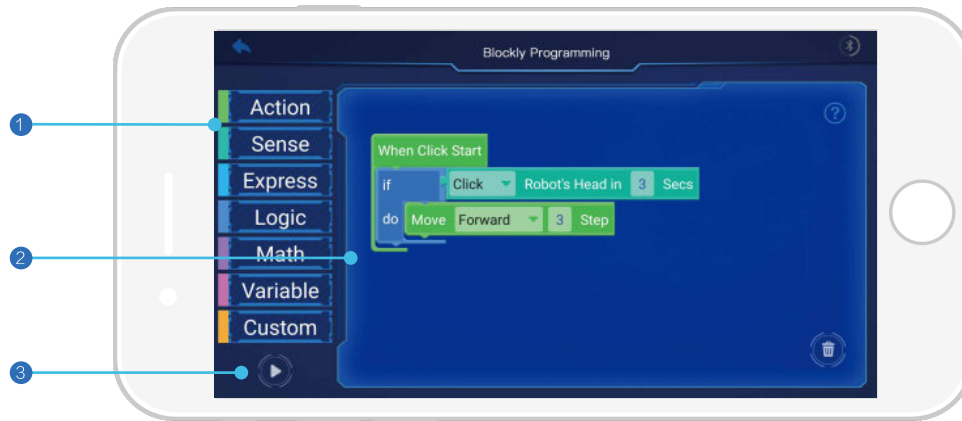 Blockly Programming
1
Action
?
Sense
When Click Start
Express
if Click Robot's Head in 3 Secs
Logic
do Move Forward 3 Step
2
Math
Variable
Custom
3